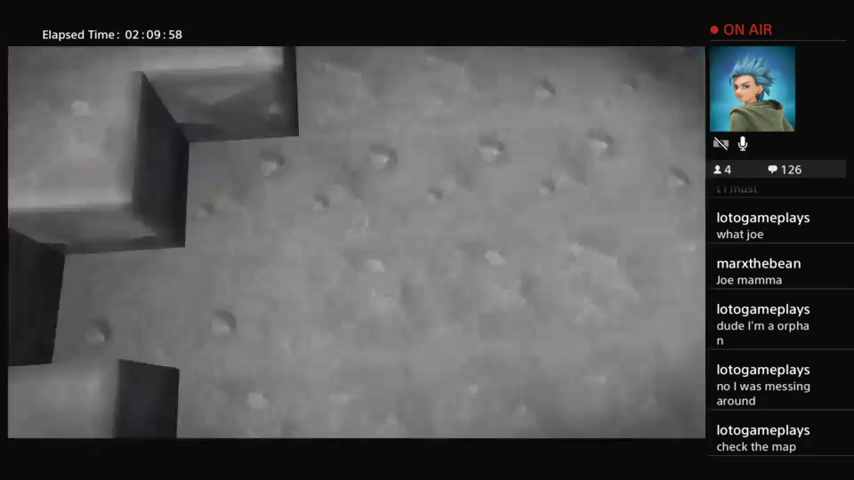 Elapsed Time: 02:09:58
ON AIR
4 126
t I must
lotogameplays
what joe
marxthebean
Joe mamma
lotogameplays
dude I'm a orpha
n
lotogameplays
no I was messing
around
lotogameplays
check the map